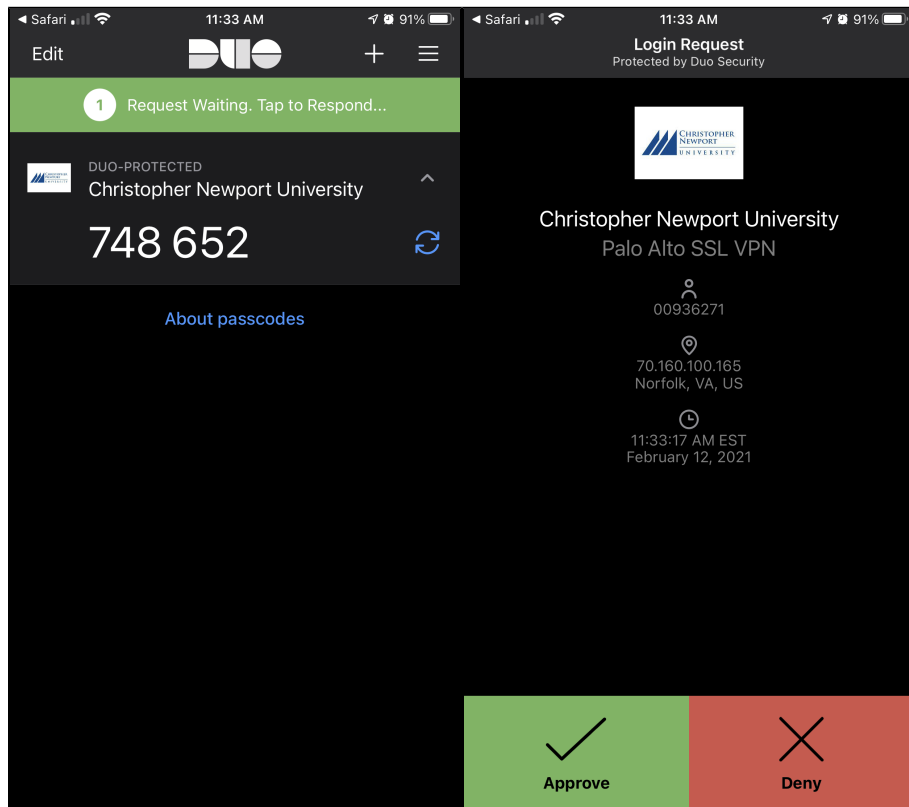 Safari 11:33 AM 91%
Edit DUO
1 Request Waiting. Tap to Respond...
DUO-PROTECTED
Christopher Newport University
748 652
About passcodes
Safari 11:33 AM 91%
Login Request
Protected by Duo Security
CHRISTOPHER
NEWPORT
UNIVERSITY
Christopher Newport University
Palo Alto SSL VPN
00936271
70.160.100.165
Norfolk, VA, US
11:33:17 AM EST
February 12, 2021
Approve Deny